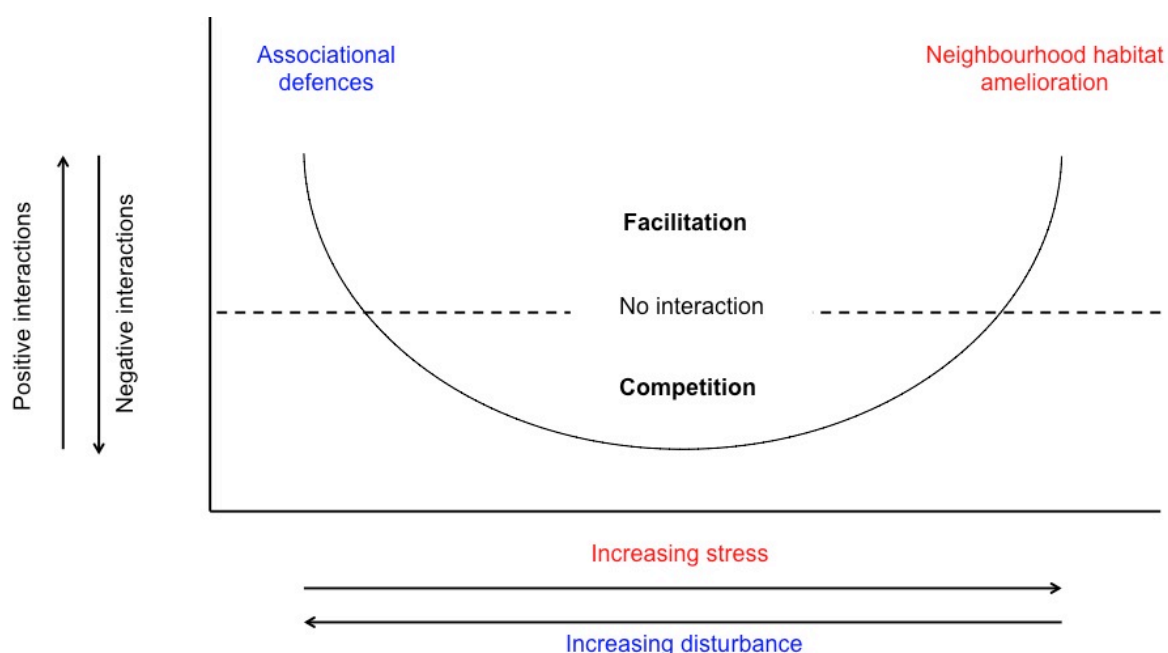 Associational
defences
Neighbourhood habitat
amelioration
Positive interactions
Negative interactions
Facilitation
No interaction
Competition
Increasing stress
Increasing disturbance